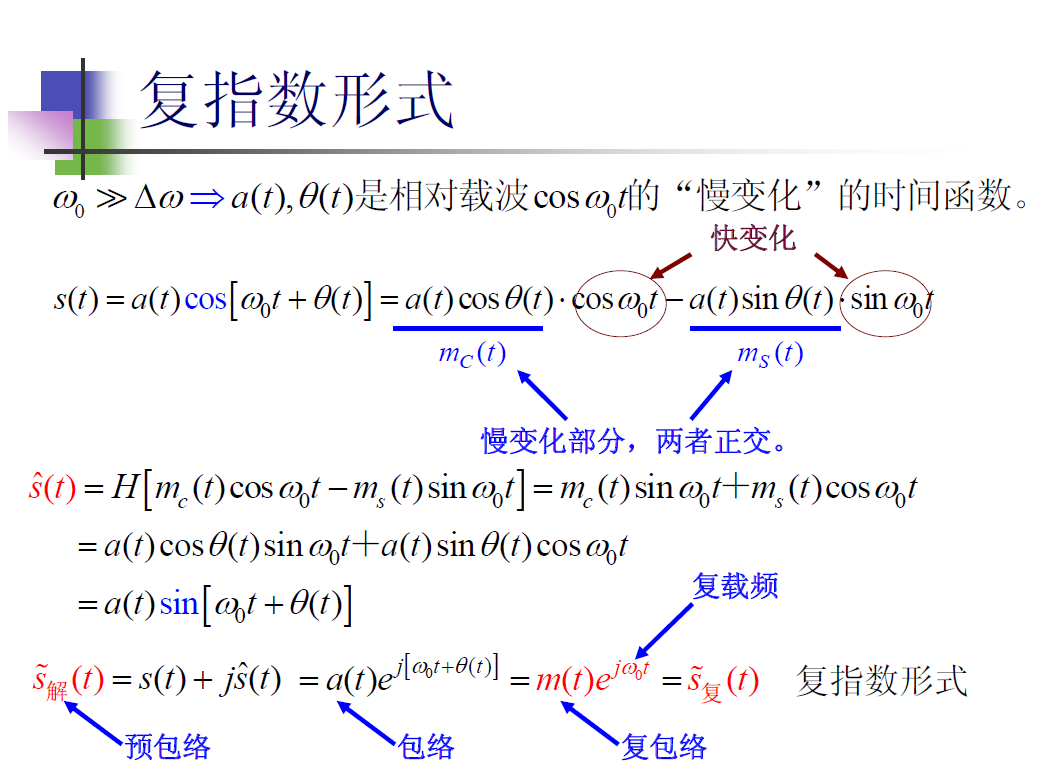 复指数形式
ω₀ ≫ Δω ⇒ a(t), θ(t)是相对载波cos ω₀t的“慢变化”的时间函数。
快变化
s(t) = a(t) cos[ω₀t + θ(t)] = a(t) cos θ(t) · cos ω₀t − a(t) sin θ(t) · sin ω₀t
m_C(t) m_S(t)
慢变化部分，两者正交。
ŝ(t) = H[m_c(t) cos ω₀t − m_s(t) sin ω₀t] = m_c(t) sin ω₀t+m_s(t) cos ω₀t
= a(t) cos θ(t) sin ω₀t+a(t) sin θ(t) cos ω₀t
复载频
= a(t) sin[ω₀t + θ(t)]
s̃_解(t) = s(t) + jŝ(t) = a(t)e^{j[ω₀t+θ(t)]} = m(t)e^{jω₀t} = s̃_复(t) 复指数形式
预包络 包络 复包络